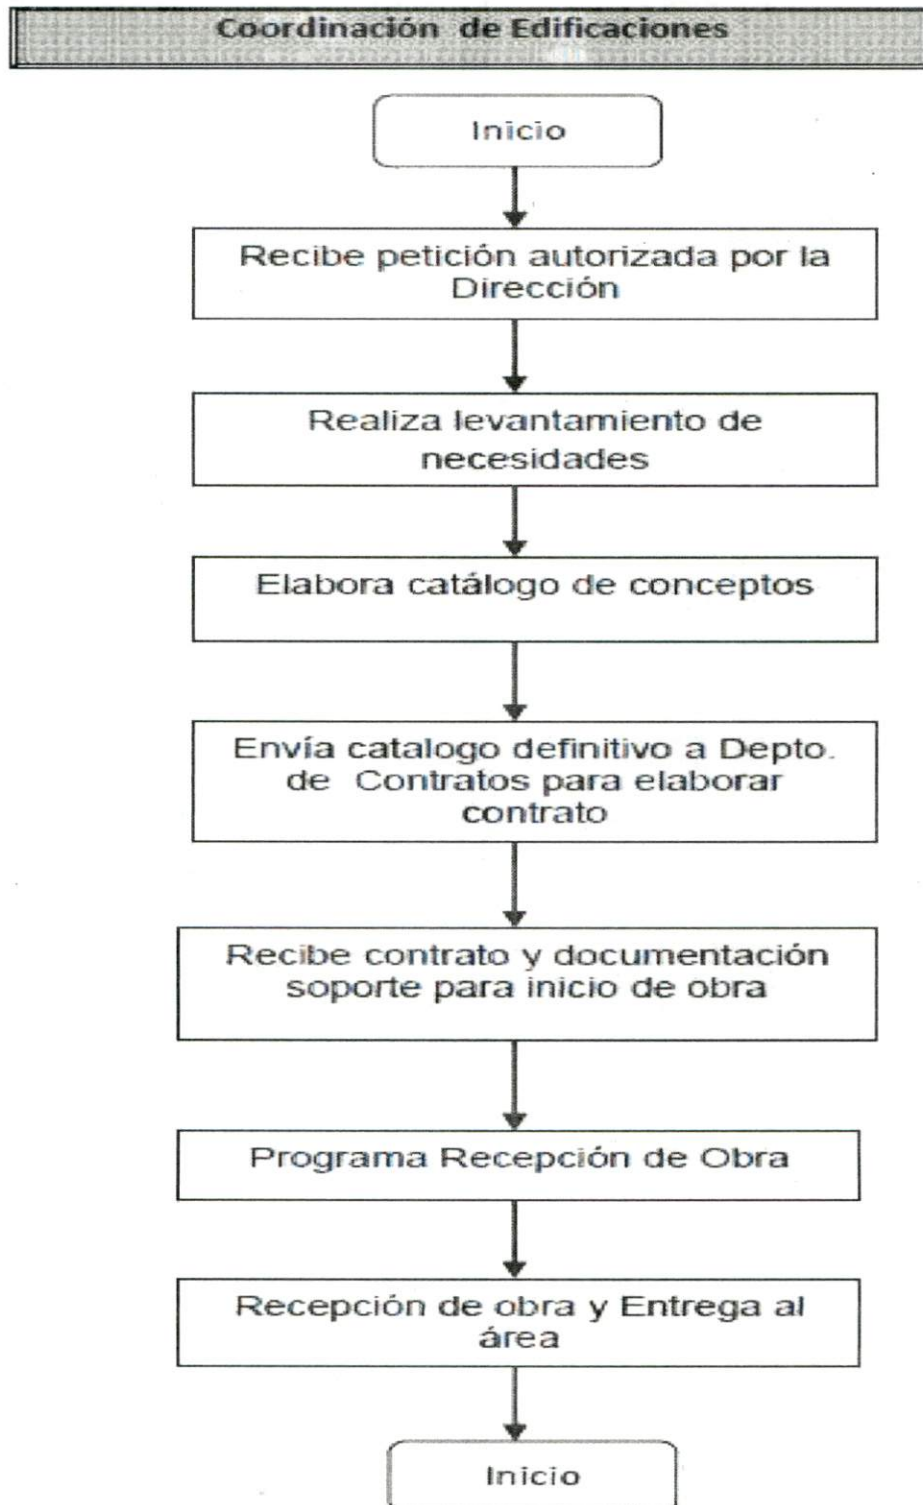 Coordinación de Edificaciones
Inicio
Recibe petición autorizada por la
Dirección
Realiza levantamiento de
necesidades
Elabora catálogo de conceptos
Envía catalogo definitivo a Depto.
de Contratos para elaborar
contrato
Recibe contrato y documentación
soporte para inicio de obra
Programa Recepción de Obra
Recepción de obra y Entrega al
área
Inicio